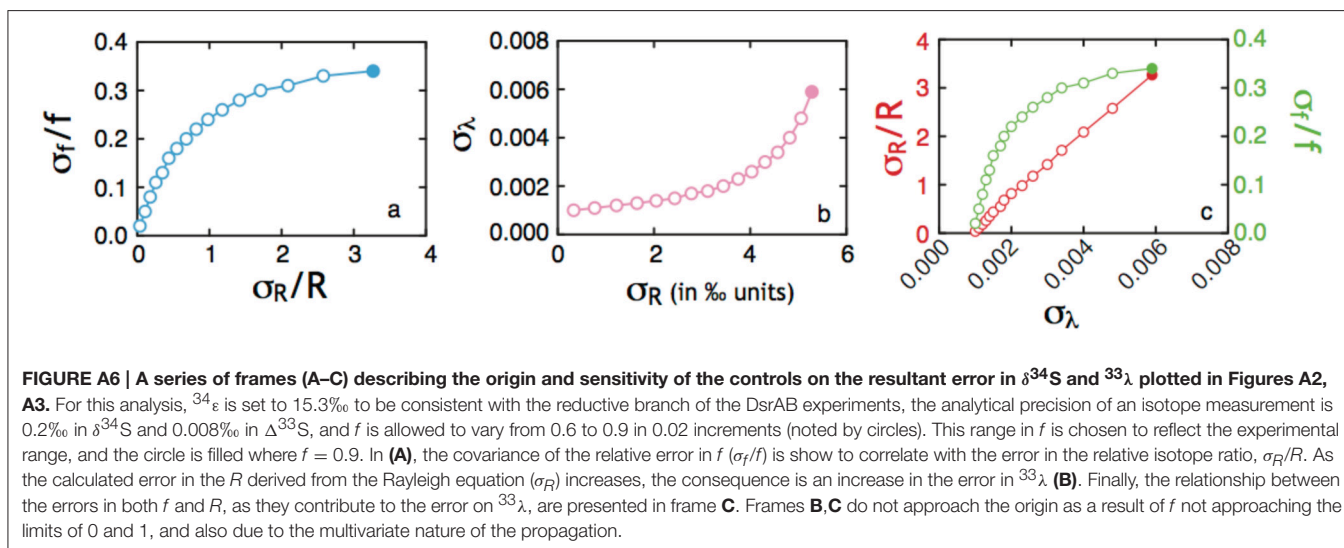 0.4
0.3
0.2
0.1
0.0
σf/f
0 1 2 3 4
σR/R
a
0.008
0.006
0.004
0.002
0.000
σλ
0 2 4 6
σR (in ‰ units)
b
4
3
2
1
0
σR/R
0.4
0.3
0.2
0.1
0.0
σf/f
0.000 0.002 0.004 0.006 0.008
σλ
c
FIGURE A6 | A series of frames (A–C) describing the origin and sensitivity of the controls on the resultant error in δ³⁴S and ³³λ plotted in Figures A2,
A3. For this analysis, ³⁴ε is set to 15.3‰ to be consistent with the reductive branch of the DsrAB experiments, the analytical precision of an isotope measurement is
0.2‰ in δ³⁴S and 0.008‰ in Δ³³S, and f is allowed to vary from 0.6 to 0.9 in 0.02 increments (noted by circles). This range in f is chosen to reflect the experimental
range, and the circle is filled where f = 0.9. In (A), the covariance of the relative error in f (σf/f) is show to correlate with the error in the relative isotope ratio, σR/R. As
the calculated error in the R derived from the Rayleigh equation (σR) increases, the consequence is an increase in the error in ³³λ (B). Finally, the relationship between
the errors in both f and R, as they contribute to the error on ³³λ, are presented in frame C. Frames B,C do not approach the origin as a result of f not approaching the
limits of 0 and 1, and also due to the multivariate nature of the propagation.